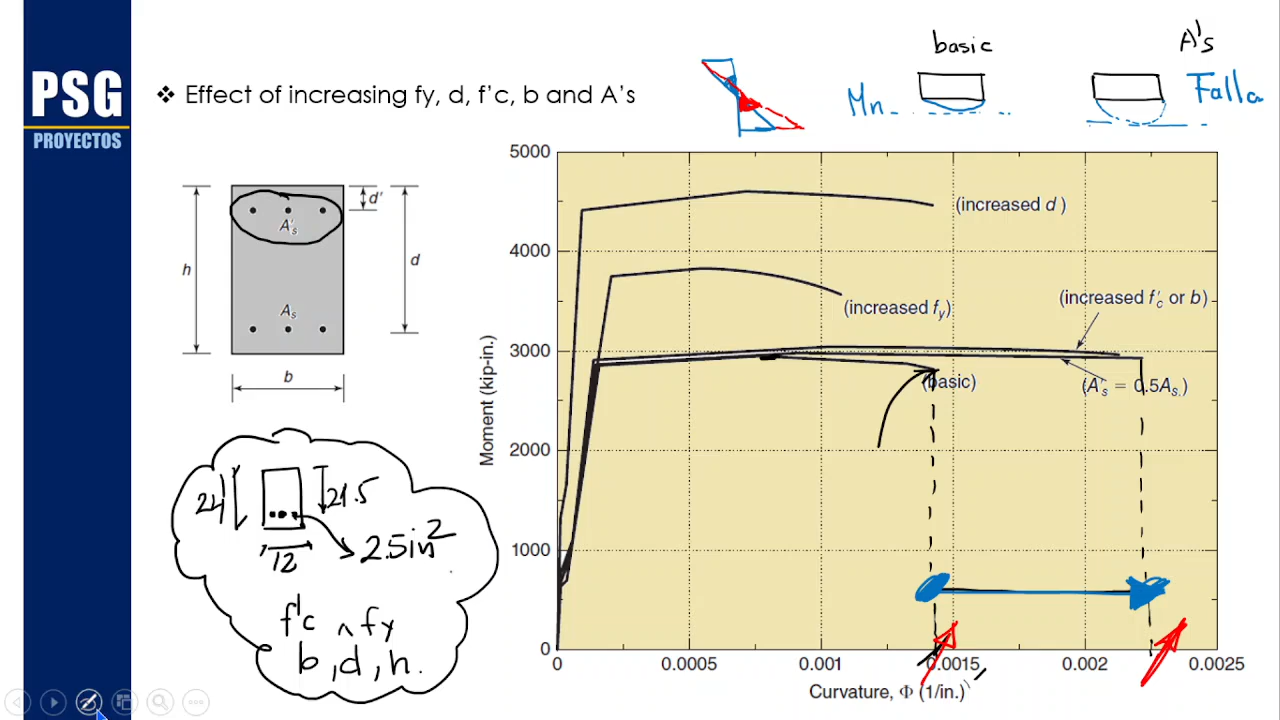 PSG
PROYECTOS
❖ Effect of increasing fy, d, f'c, b and A's
basic
A's
Mn
Falla
h
d'
d
A's
As
b
24
21.5
12
2.5in²
f'c ∧ fy
b, d, h.
Moment (kip-in.)
5000
4000
3000
2000
1000
0
(increased d )
(increased fy)
(increased f'c or b)
(basic)
(A's = 0.5As.)
0
0.0005
0.001
0.0015
0.002
0.0025
Curvature, Φ (1/in.)